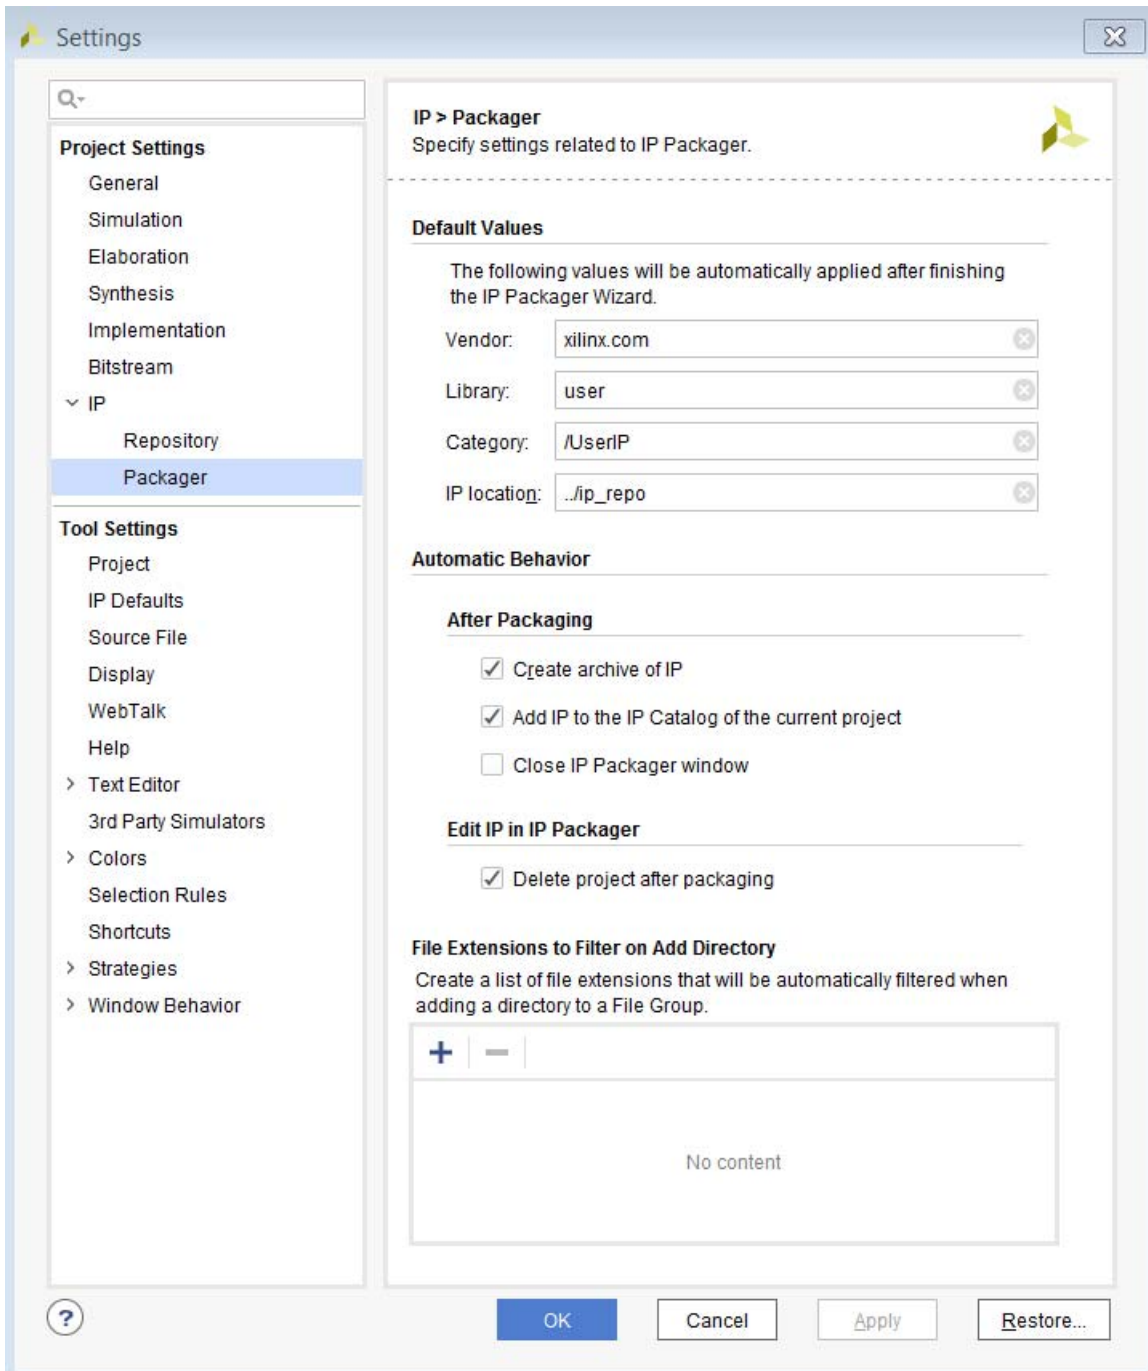 Settings
Project Settings
General
Simulation
Elaboration
Synthesis
Implementation
Bitstream
IP
Repository
Packager
Tool Settings
Project
IP Defaults
Source File
Display
WebTalk
Help
Text Editor
3rd Party Simulators
Colors
Selection Rules
Shortcuts
Strategies
Window Behavior
IP > Packager
Specify settings related to IP Packager.
Default Values
The following values will be automatically applied after finishing
the IP Packager Wizard.
Vendor: xilinx.com
Library: user
Category: /UserIP
IP location: ../ip_repo
Automatic Behavior
After Packaging
Create archive of IP
Add IP to the IP Catalog of the current project
Close IP Packager window
Edit IP in IP Packager
Delete project after packaging
File Extensions to Filter on Add Directory
Create a list of file extensions that will be automatically filtered when
adding a directory to a File Group.
No content
? OK Cancel Apply Restore...